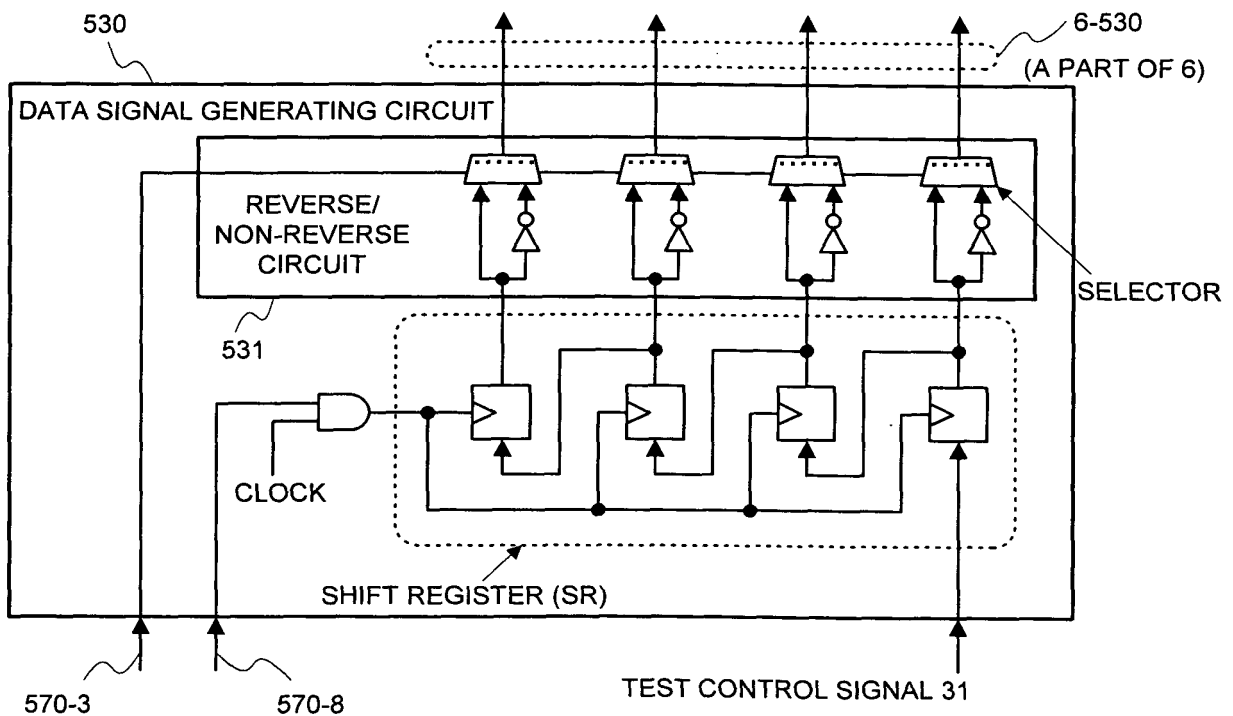 530
6-530
(A PART OF 6)
DATA SIGNAL GENERATING CIRCUIT
REVERSE/
NON-REVERSE
CIRCUIT
SELECTOR
531
CLOCK
SHIFT REGISTER (SR)
570-3
570-8
TEST CONTROL SIGNAL 31